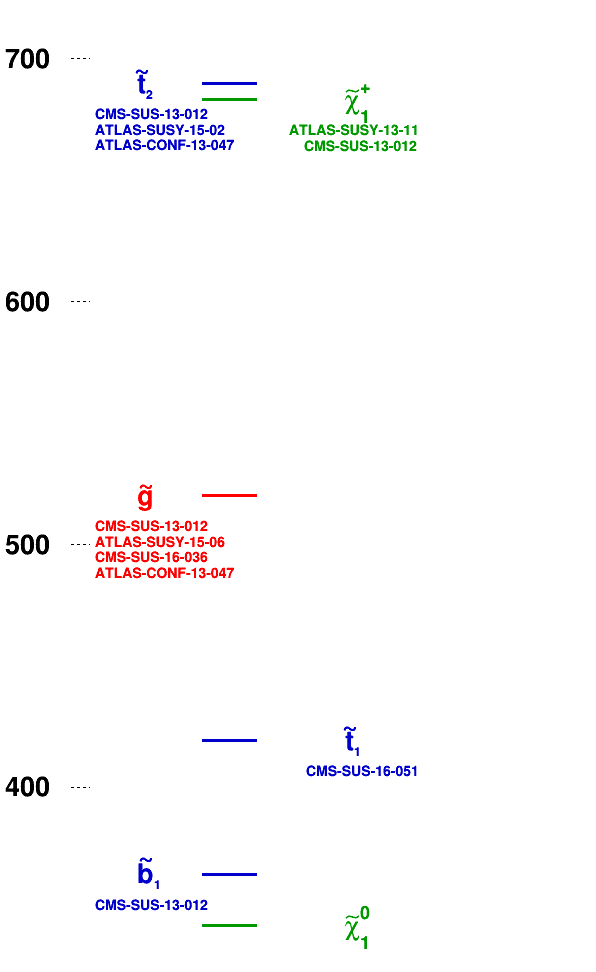 700
t̃₂
χ̃₁⁺
CMS-SUS-13-012
ATLAS-SUSY-15-02
ATLAS-CONF-13-047
ATLAS-SUSY-13-11
CMS-SUS-13-012
600
g̃
CMS-SUS-13-012
ATLAS-SUSY-15-06
CMS-SUS-16-036
ATLAS-CONF-13-047
500
t̃₁
CMS-SUS-16-051
400
b̃₁
CMS-SUS-13-012
χ̃₁⁰